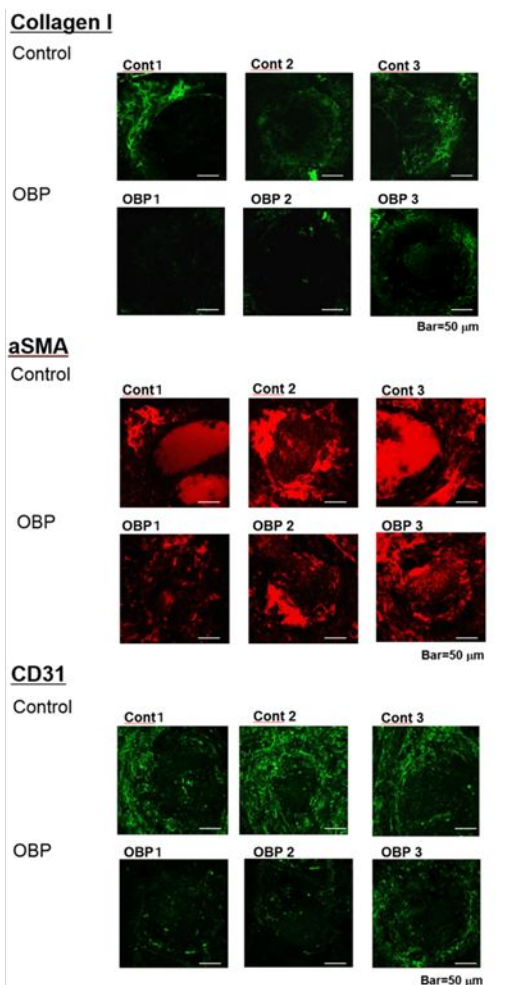 Collagen I
Control
Cont1 Cont 2 Cont 3
OBP
OBP1 OBP 2 OBP 3
Bar=50 μm
aSMA
Control
Cont1 Cont 2 Cont 3
OBP
OBP1 OBP 2 OBP 3
Bar=50 μm
CD31
Control
Cont1 Cont 2 Cont 3
OBP
OBP1 OBP 2 OBP 3
Bar=50 μm